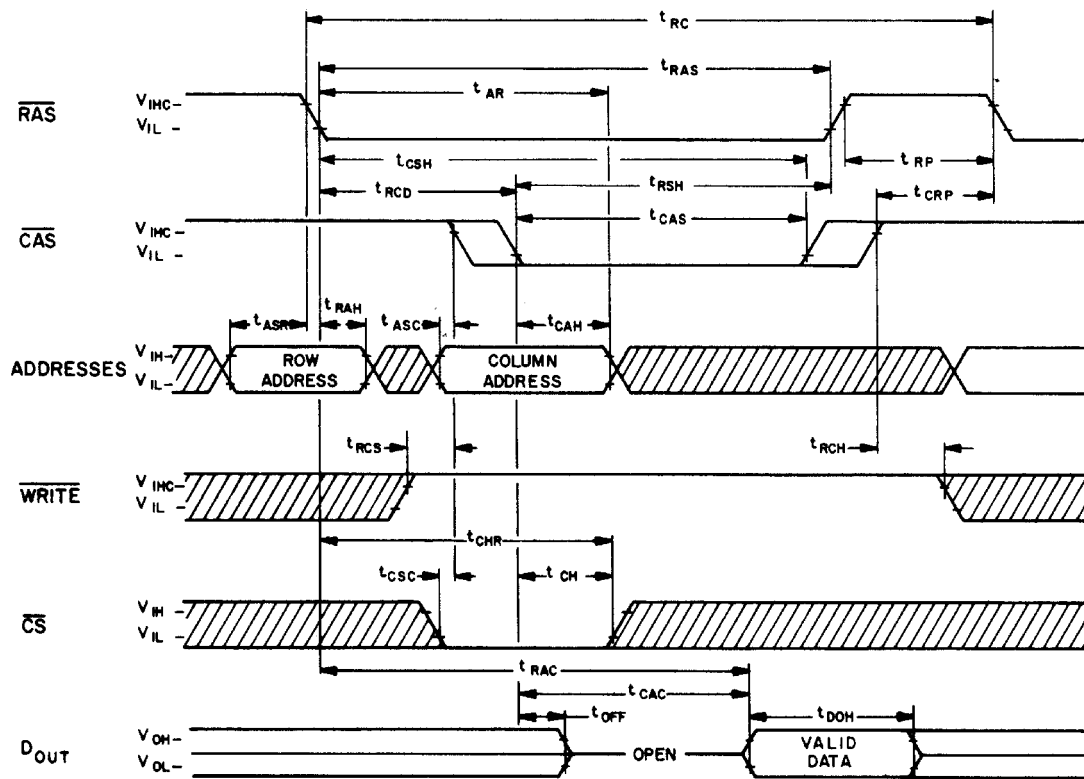 tRC
tRAS
tAR
RAS
VIHC
VIL
tCSH
tRP
tRCD
tRSH
tCRP
tCAS
CAS
VIHC
VIL
tASR
tRAH
tASC
tCAH
ADDRESSES
VIH
VIL
ROW
ADDRESS
COLUMN
ADDRESS
tRCS
tRCH
WRITE
VIHC
VIL
tCHR
tCSC
tCH
CS
VIH
VIL
tRAC
tCAC
tOFF
tDOH
DOUT
VOH
VOL
OPEN
VALID
DATA